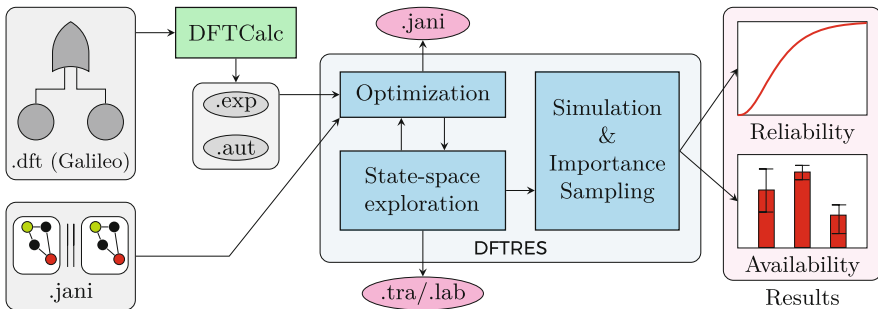 .dft (Galileo)
DFTCalc
.exp
.aut
.jani
.jani
Optimization
State-space
exploration
Simulation
&
Importance
Sampling
DFTRES
.tra/.lab
Reliability
Availability
Results